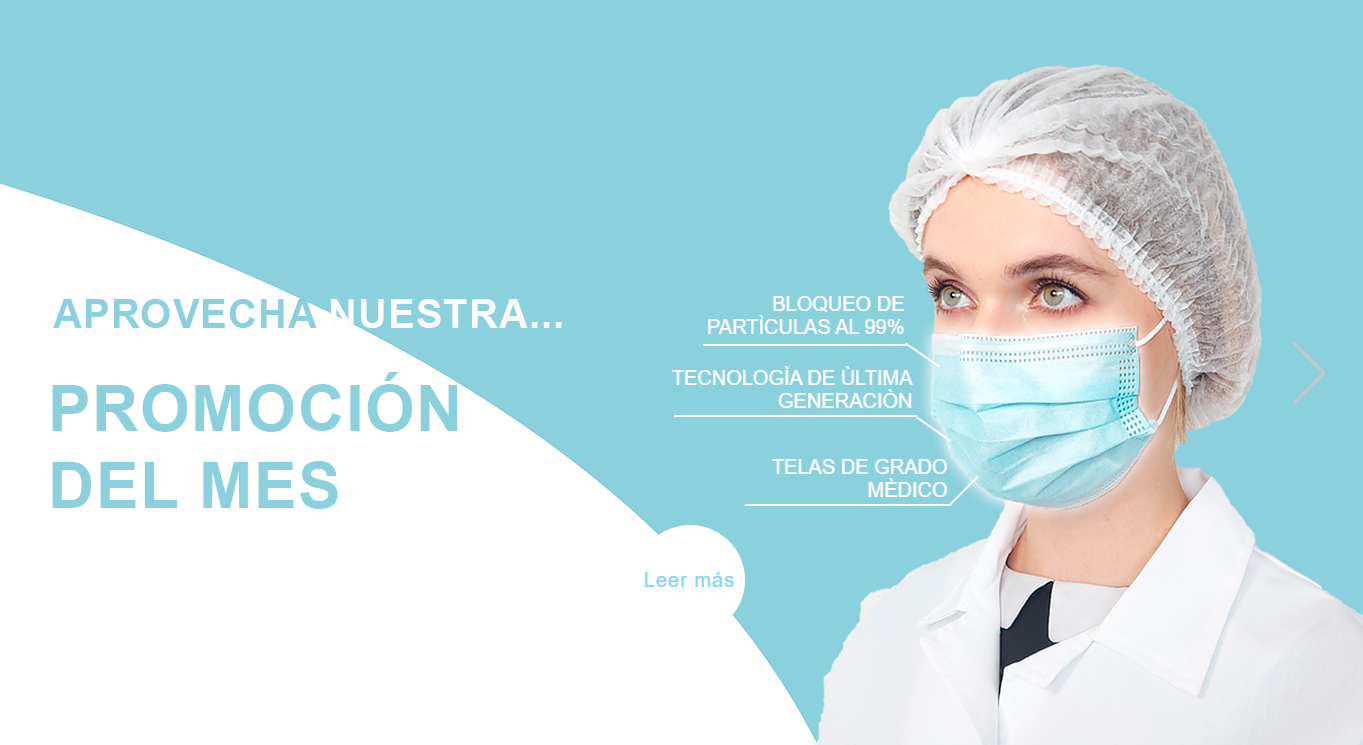 APROVECHA NUESTRA...
PROMOCIÓN
DEL MES
BLOQUEO DE
PARTÌCULAS AL 99%
TECNOLOGÌA DE ÙLTIMA
GENERACIÒN
TELAS DE GRADO
MÈDICO
Leer más